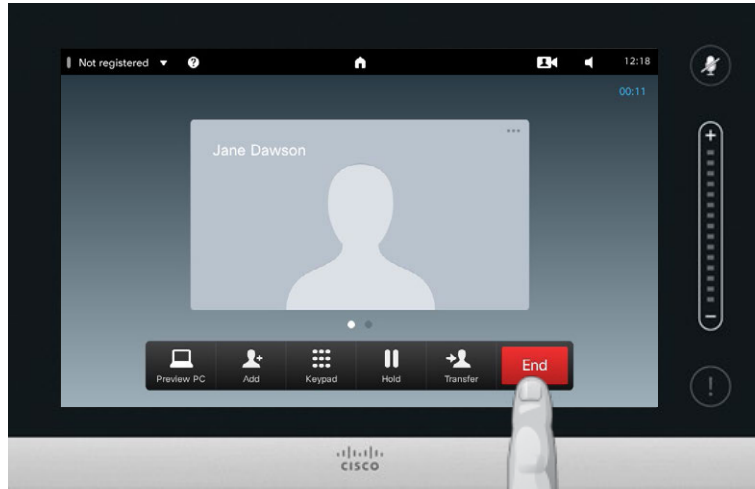 Not registered
12:18
00:11
Jane Dawson
Preview PC
Add
Keypad
Hold
Transfer
End
CISCO